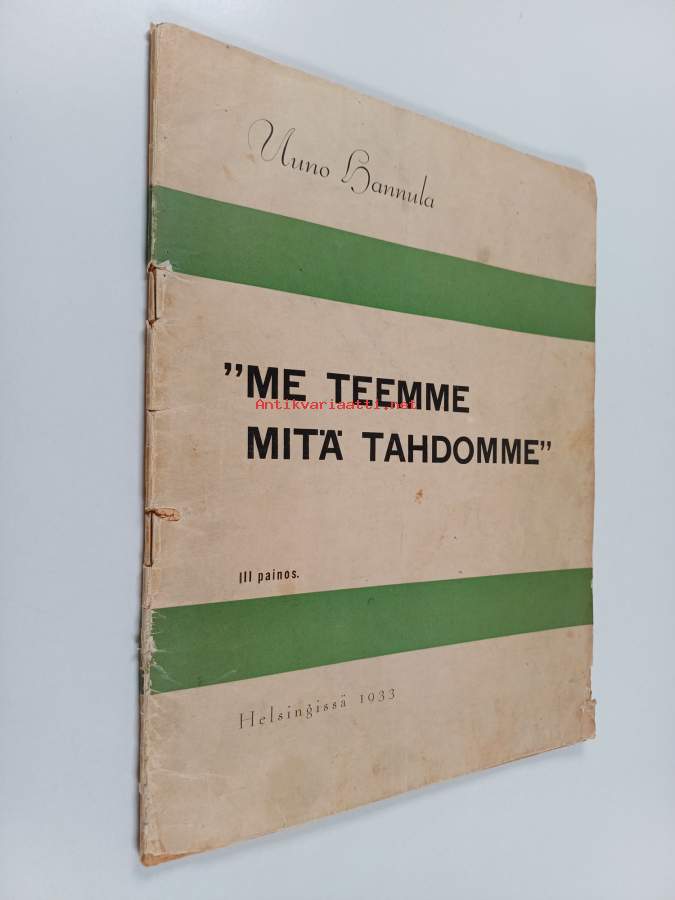 Uuno Hannula
”ME TEEMME
Antikvariaatti.net
MITÄ TAHDOMME”
III painos.
Helsingissä 1933